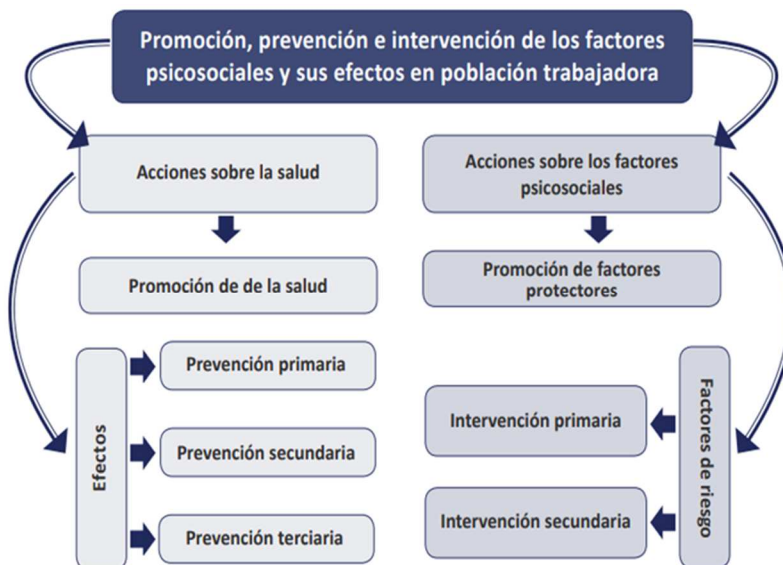 Promoción, prevención e intervención de los factores
psicosociales y sus efectos en población trabajadora
Acciones sobre la salud
Acciones sobre los factores
psicosociales
Promoción de de la salud
Promoción de factores
protectores
Efectos
Prevención primaria
Prevención secundaria
Prevención terciaria
Intervención primaria
Intervención secundaria
Factores de riesgo